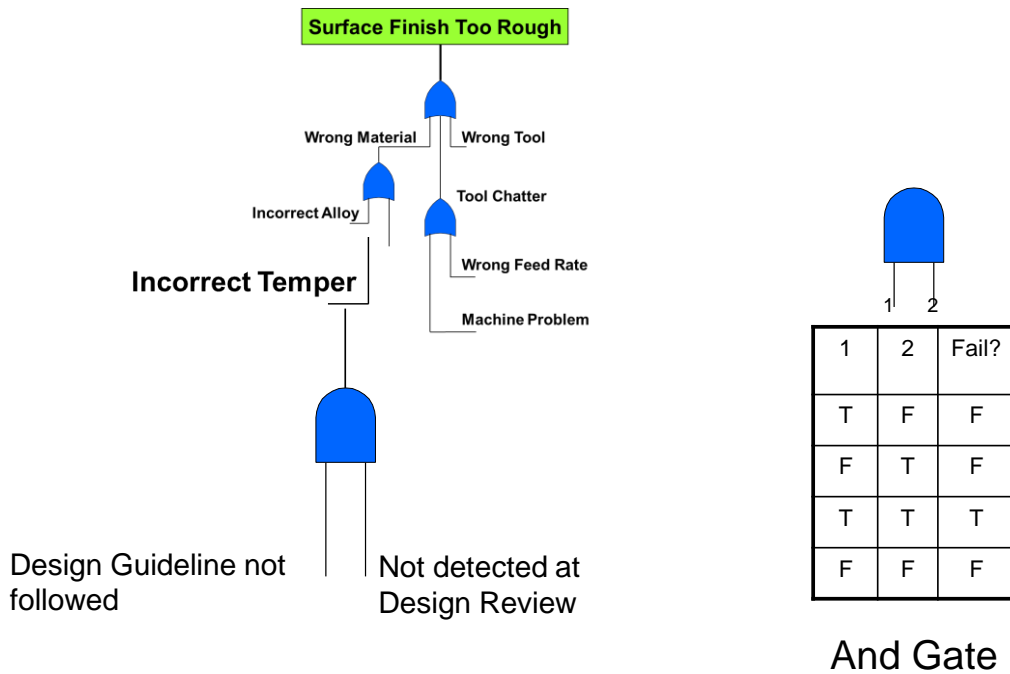 Surface Finish Too Rough
Wrong Material
Wrong Tool
Incorrect Alloy
Tool Chatter
Incorrect Temper
Wrong Feed Rate
Machine Problem
Design Guideline not
followed
Not detected at
Design Review
1 2
1 2 Fail?
T F F
F T F
T T T
F F F
And Gate